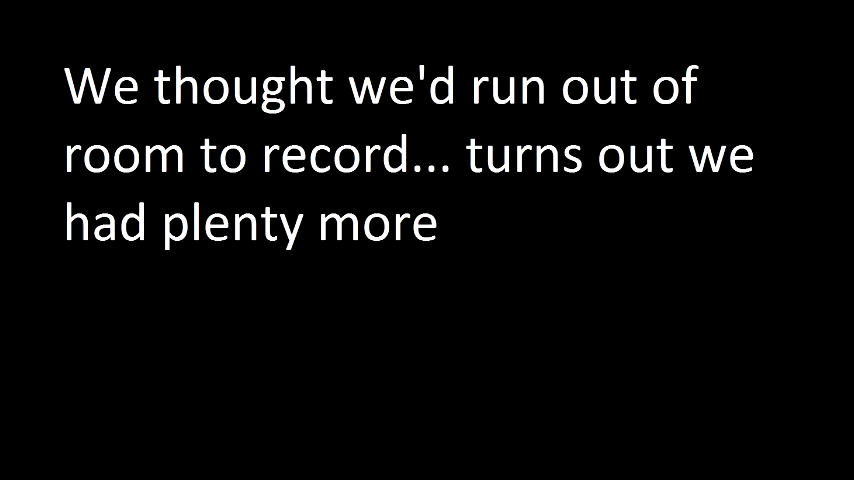 We thought we'd run out of
room to record... turns out we
had plenty more